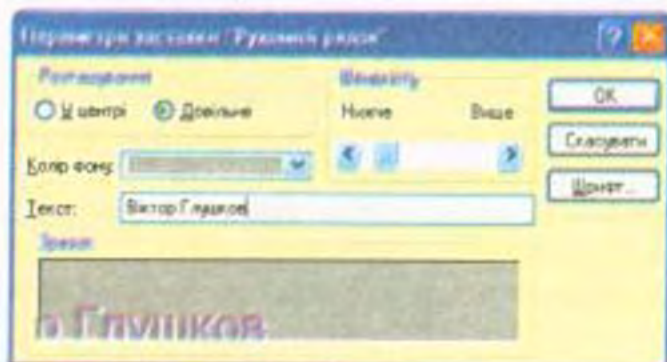 Параметри заставки "Рухомий рядок"
Розташування
У центрі
Довільне
Швидкість
Нижче
Вище
OK
Скасувати
Шрифт...
Колір фону:
Текст:
Віктор Глушков
Зразок
р Глушков